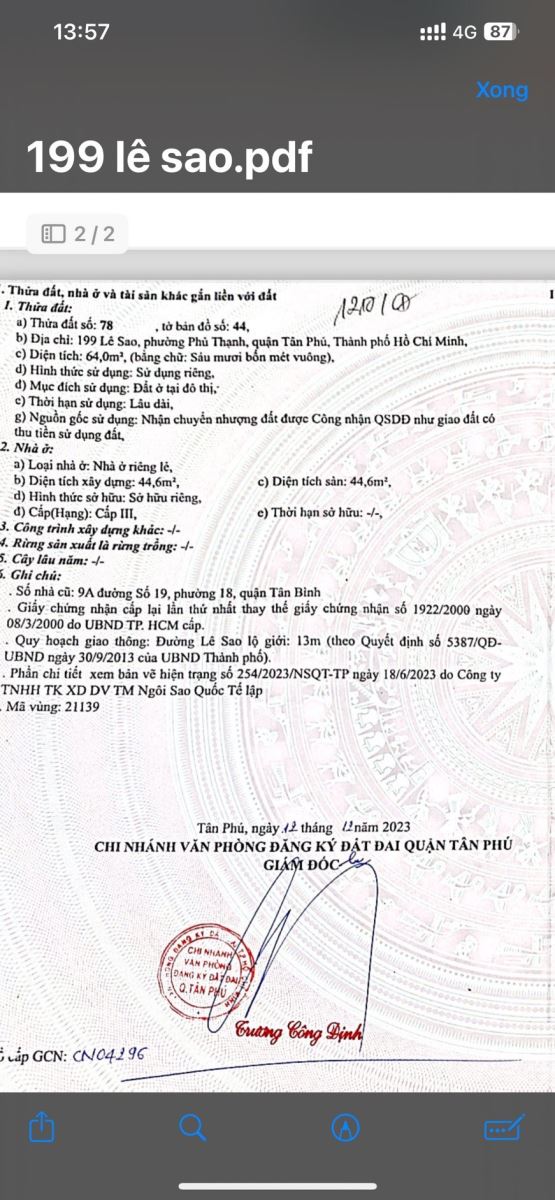 13:57 4G 87
Xong
199 lê sao.pdf
2 / 2
. Thửa đất, nhà ở và tài sản khác gắn liền với đất
1. Thửa đất:
a) Thửa đất số: 78 , tờ bản đồ số: 44,
b) Địa chỉ: 199 Lê Sao, phường Phú Thạnh, quận Tân Phú, Thành phố Hồ Chí Minh,
c) Diện tích: 64,0m², (bằng chữ: Sáu mươi bốn mét vuông),
d) Hình thức sử dụng: Sử dụng riêng,
đ) Mục đích sử dụng: Đất ở tại đô thị,
e) Thời hạn sử dụng: Lâu dài,
g) Nguồn gốc sử dụng: Nhận chuyển nhượng đất được Công nhận QSDĐ như giao đất có
thu tiền sử dụng đất,
2. Nhà ở:
a) Loại nhà ở: Nhà ở riêng lẻ,
b) Diện tích xây dựng: 44,6m², c) Diện tích sàn: 44,6m²,
d) Hình thức sở hữu: Sở hữu riêng,
đ) Cấp(Hạng): Cấp III, e) Thời hạn sở hữu: -/-,
3. Công trình xây dựng khác: -/-
4. Rừng sản xuất là rừng trồng: -/-
5. Cây lâu năm: -/-
6. Ghi chú:
. Số nhà cũ: 9A đường Số 19, phường 18, quận Tân Bình
. Giấy chứng nhận cấp lại lần thứ nhất thay thế giấy chứng nhận số 1922/2000 ngày
08/3/2000 do UBND TP. HCM cấp.
. Quy hoạch giao thông: Đường Lê Sao lộ giới: 13m (theo Quyết định số 5387/QĐ-
UBND ngày 30/9/2013 của UBND Thành phố).
. Phần chi tiết xem bản vẽ hiện trạng số 254/2023/NSQT-TP ngày 18/6/2023 do Công ty
TNHH TK XD DV TM Ngôi Sao Quốc Tế lập
. Mã vùng: 21139
Tân Phú, ngày 12 tháng 12 năm 2023
CHI NHÁNH VĂN PHÒNG ĐĂNG KÝ ĐẤT ĐAI QUẬN TÂN PHÚ
GIÁM ĐỐC
CHI NHÁNH
VĂN PHÒNG
ĐĂNG KÝ ĐẤT ĐAI
Q.TÂN PHÚ
Trương Công Định
cấp GCN: CN04296